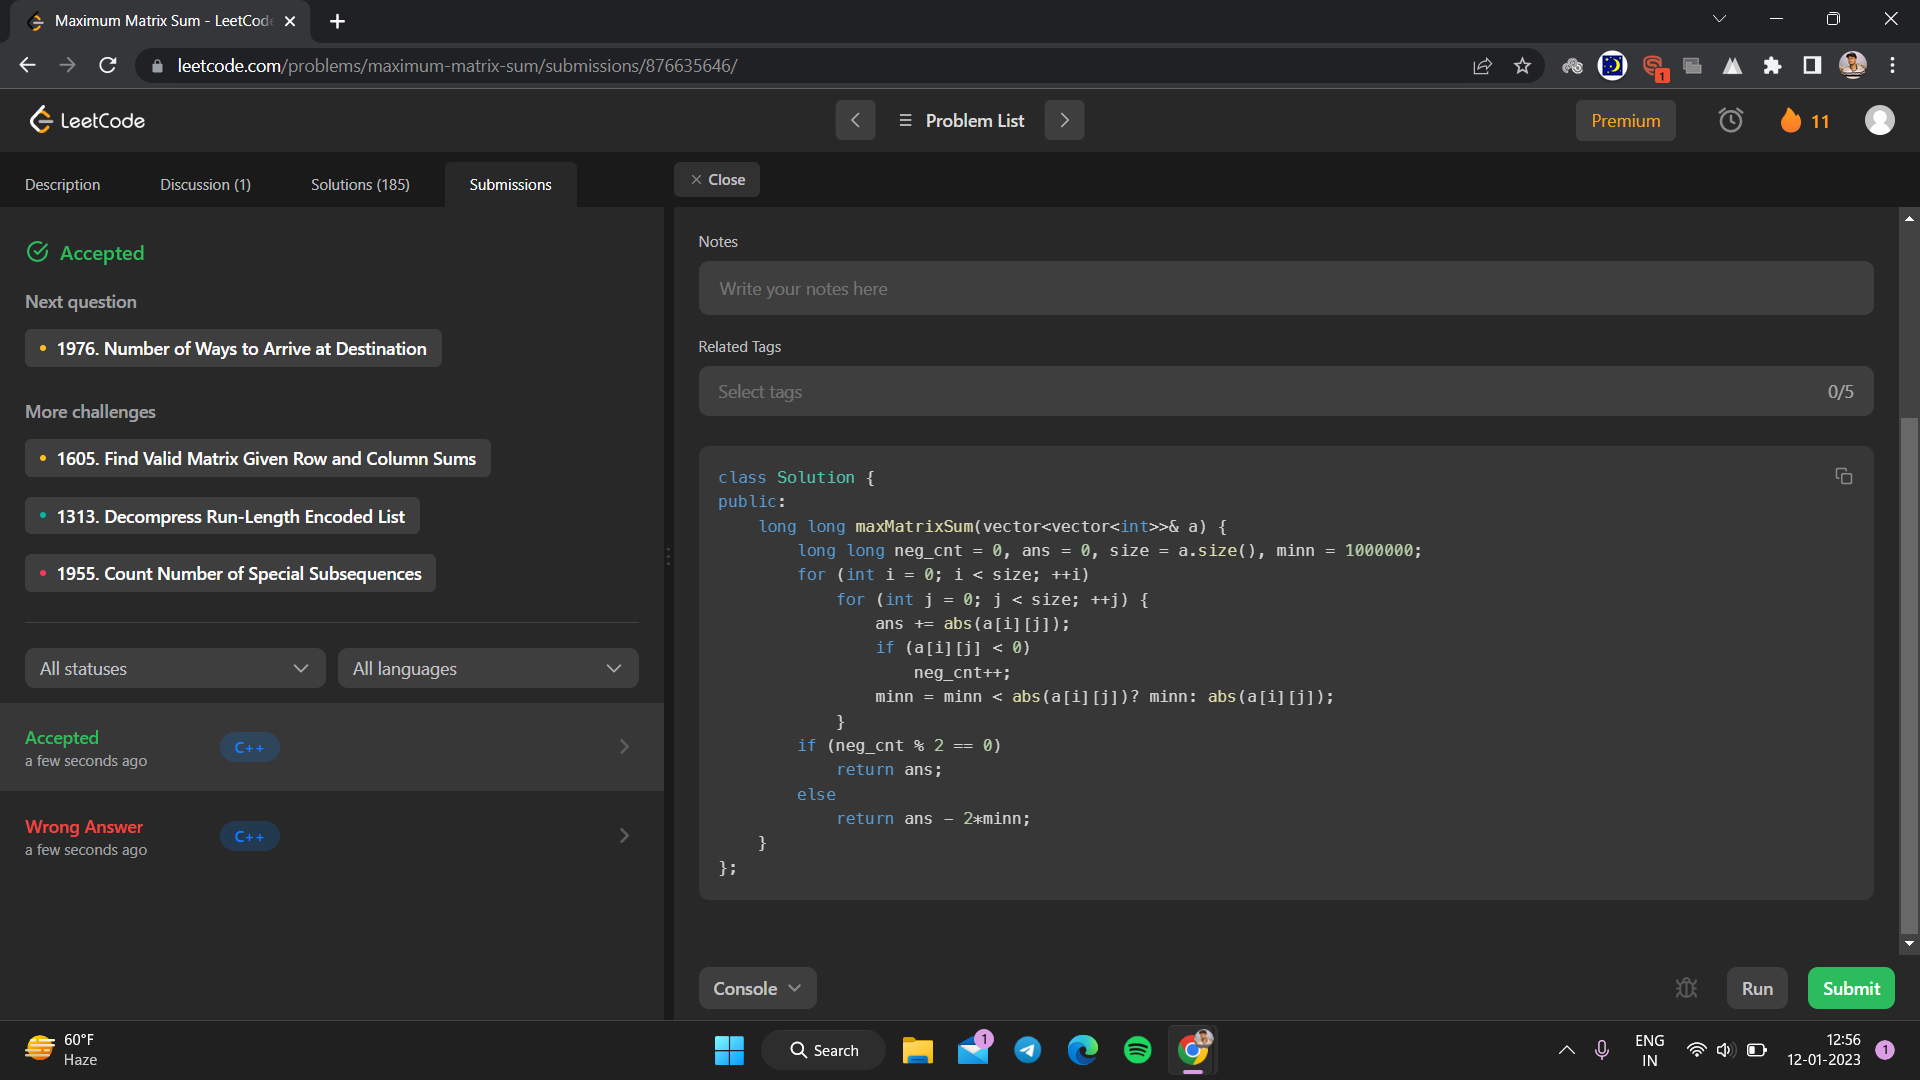 Maximum Matrix Sum - LeetCode
leetcode.com/problems/maximum-matrix-sum/submissions/876635646/
1
LeetCode
Problem List
Premium
11
Description
Discussion (1)
Solutions (185)
Submissions
Close
Accepted
Next question
1976. Number of Ways to Arrive at Destination
More challenges
1605. Find Valid Matrix Given Row and Column Sums
1313. Decompress Run-Length Encoded List
1955. Count Number of Special Subsequences
All statuses
All languages
Accepted
a few seconds ago
C++
Wrong Answer
a few seconds ago
C++
Notes
Write your notes here
Related Tags
Select tags
0/5
class Solution {
public:
    long long maxMatrixSum(vector<vector<int>>& a) {
        long long neg_cnt = 0, ans = 0, size = a.size(), minn = 1000000;
        for (int i = 0; i < size; ++i)
            for (int j = 0; j < size; ++j) {
                ans += abs(a[i][j]);
                if (a[i][j] < 0)
                    neg_cnt++;
                minn = minn < abs(a[i][j])? minn: abs(a[i][j]);
            }
        if (neg_cnt % 2 == 0)
            return ans;
        else
            return ans - 2*minn;
    }
};
Console
Run
Submit
60°F
Haze
Search
1
ENG
IN
12:56
12-01-2023
1